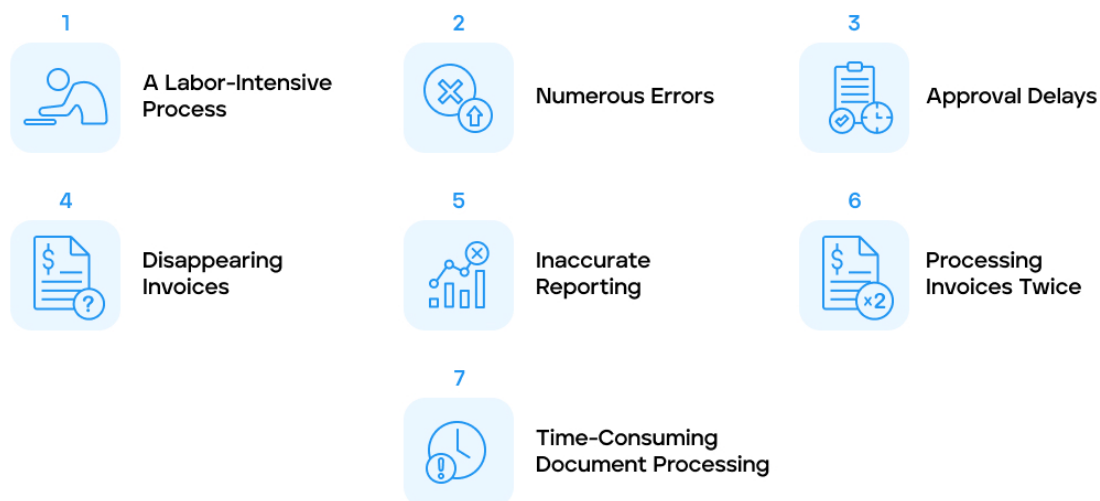 1
A Labor-Intensive
Process
2
Numerous Errors
3
Approval Delays
4
$
?
Disappearing
Invoices
5
Inaccurate
Reporting
6
$
×2
Processing
Invoices Twice
7
!
Time-Consuming
Document Processing